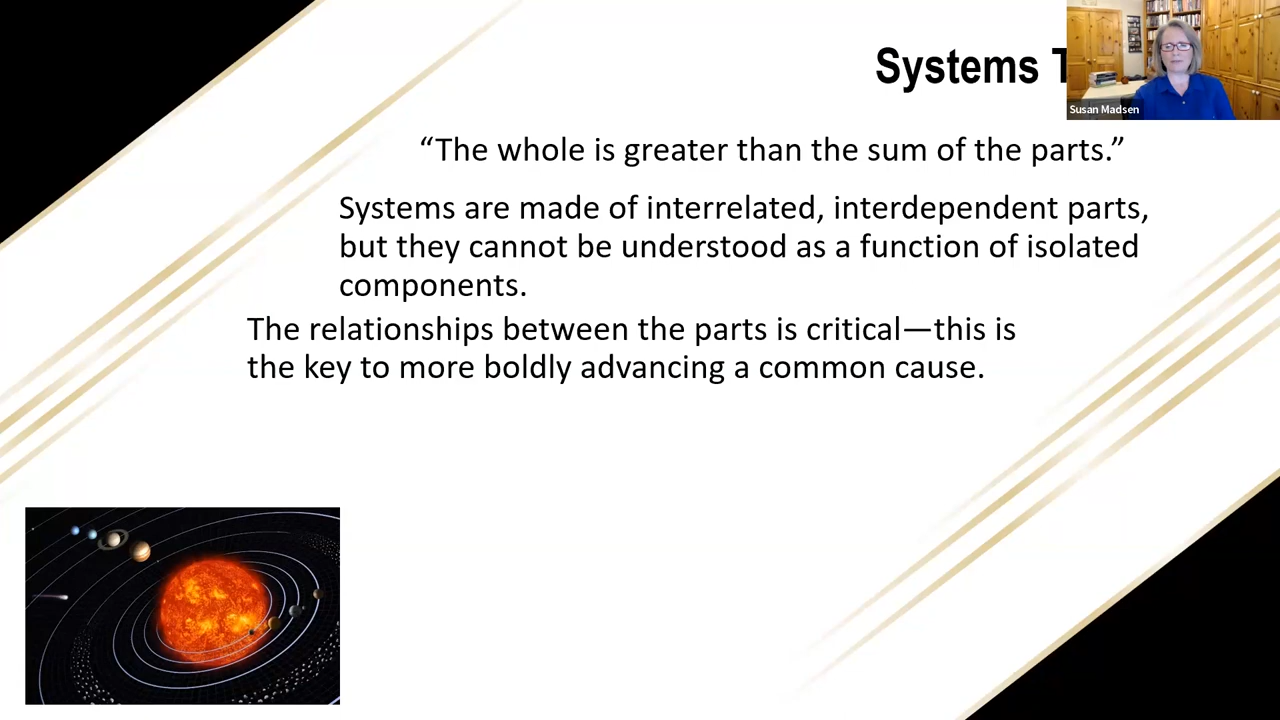 Systems
Susan Madsen
“The whole is greater than the sum of the parts.”
Systems are made of interrelated, interdependent parts,
but they cannot be understood as a function of isolated
components.
The relationships between the parts is critical—this is
the key to more boldly advancing a common cause.